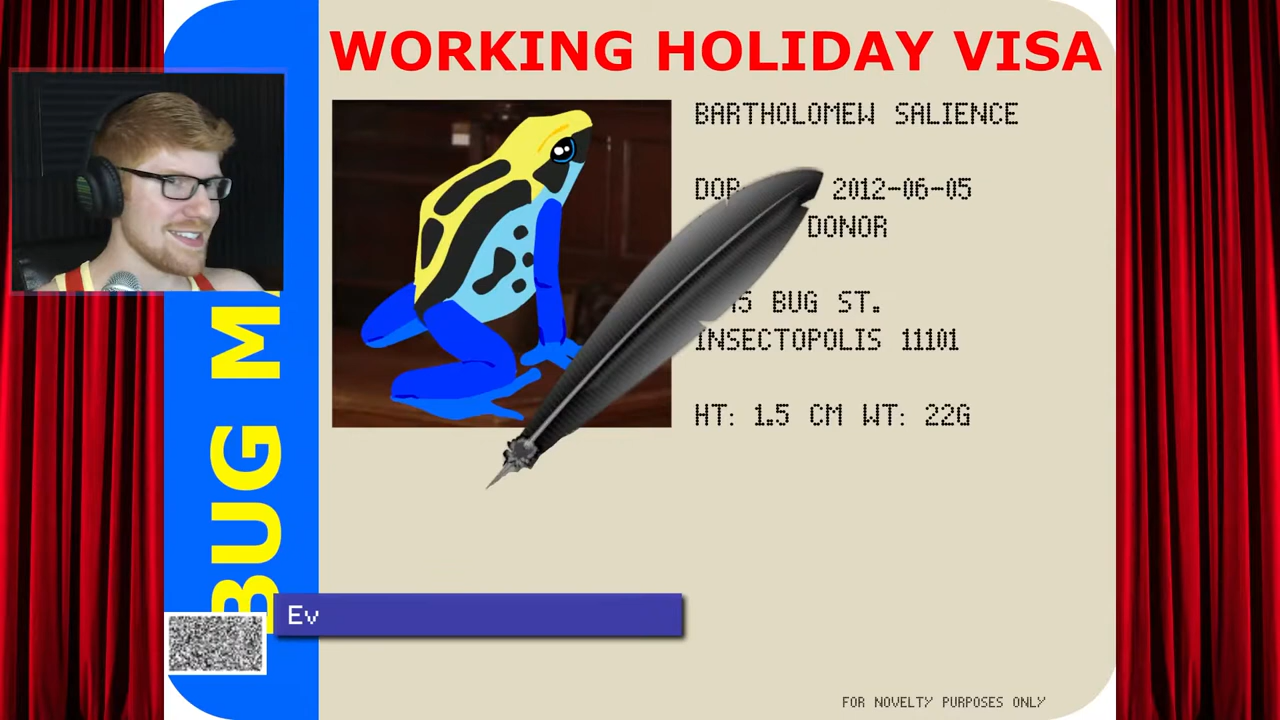 WORKING HOLIDAY VISA
BARTHOLOMEW SALIENCE
2012-06-05
DONOR
BUG ST.
INSECTOPOLIS 11101
HT: 1.5 CM WT: 22G
BUG
Ev
FOR NOVELTY PURPOSES ONLY